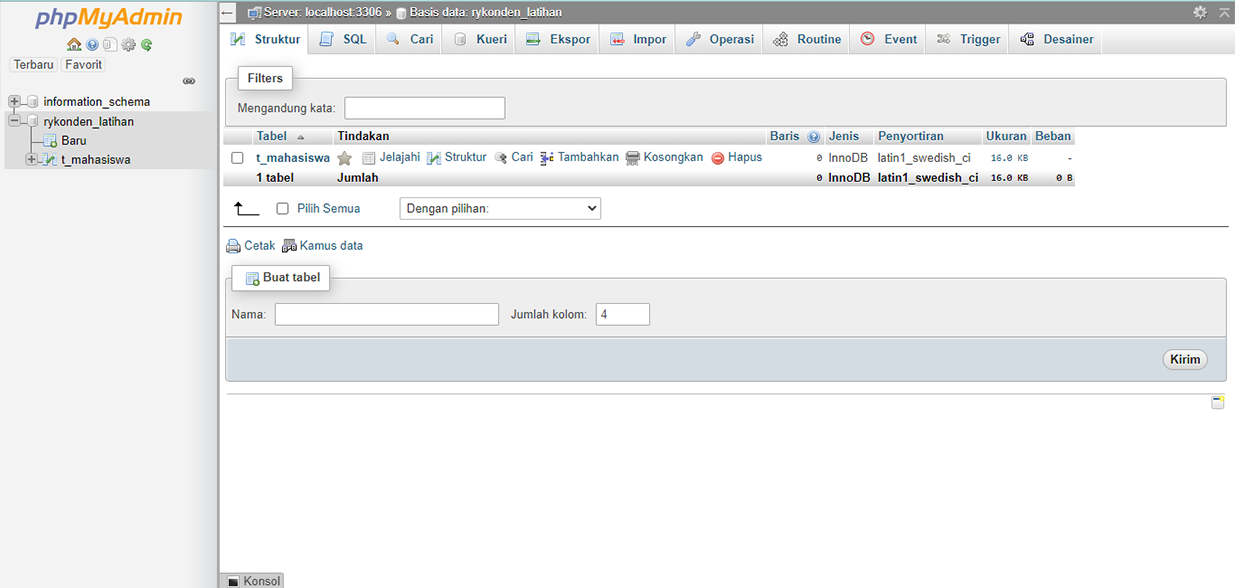 phpMyAdmin
Terbaru Favorit
information_schema
rykonden_latihan
Baru
t_mahasiswa
Server: localhost:3306 » Basis data: rykonden_latihan
Struktur SQL Cari Kueri Ekspor Impor Operasi Routine Event Trigger Desainer
Filters
Mengandung kata:
Tabel Tindakan Baris Jenis Penyortiran Ukuran Beban
t_mahasiswa Jelajahi Struktur Cari Tambahkan Kosongkan Hapus 0 InnoDB latin1_swedish_ci 16.0 KB -
1 tabel Jumlah 0 InnoDB latin1_swedish_ci 16.0 KB 0 B
Pilih Semua Dengan pilihan:
Cetak Kamus data
Buat tabel
Nama: Jumlah kolom: 4
Kirim
Konsol